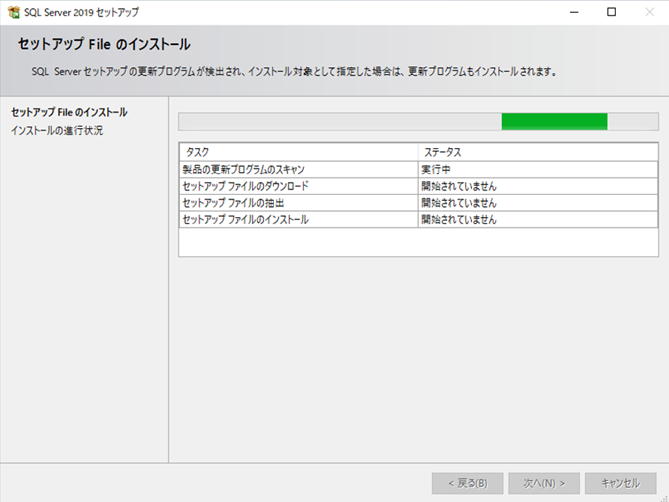 SQL Server 2019 セットアップ
セットアップ File のインストール
SQL Server セットアップの更新プログラムが検出され、インストール対象として指定した場合は、更新プログラムもインストールされます。
セットアップ File のインストール
インストールの進行状況
タスク ステータス
製品の更新プログラムのスキャン 実行中
セットアップ ファイルのダウンロード 開始されていません
セットアップ ファイルの抽出 開始されていません
セットアップ ファイルのインストール 開始されていません
< 戻る(B) 次へ(N) > キャンセル